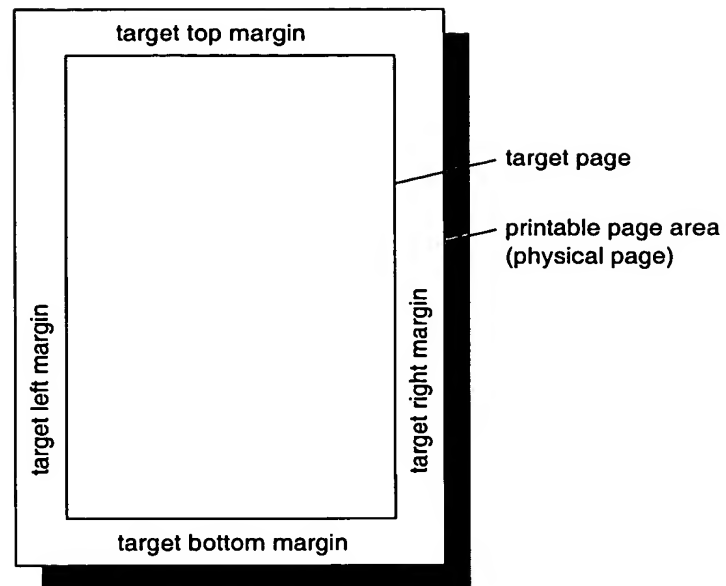 target top margin
target page
printable page area
(physical page)
target left margin
target right margin
target bottom margin